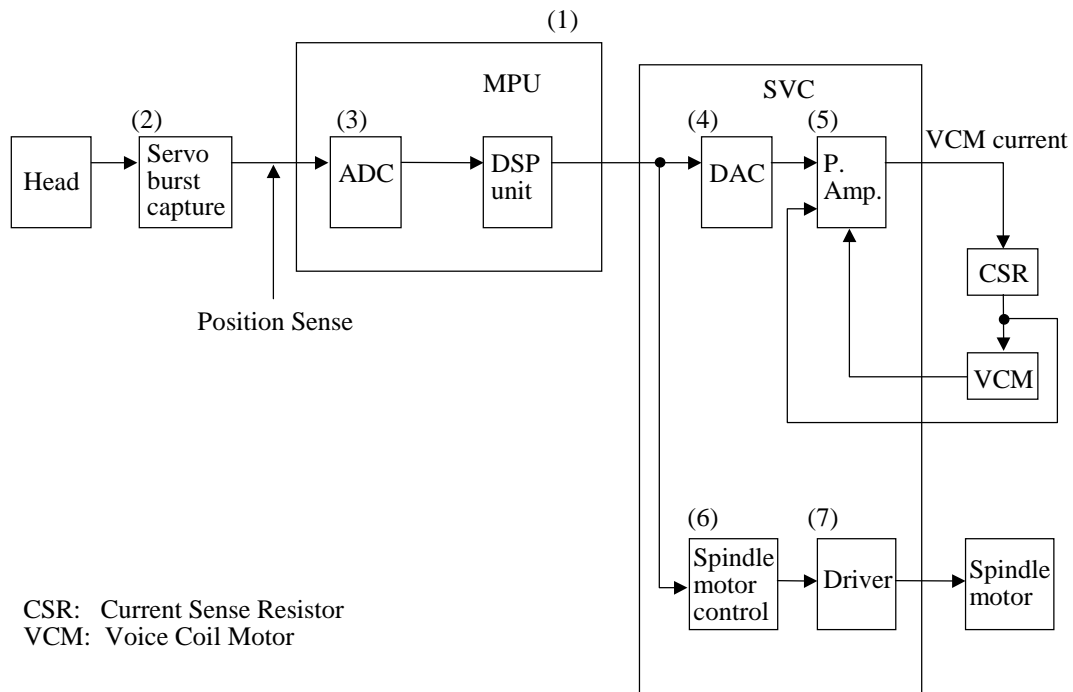 (1)
MPU
SVC
(2)
(3)
(4)
(5)
VCM current
Head
Servo
burst
capture
ADC
DSP
unit
DAC
P.
Amp.
CSR
Position Sense
VCM
(6)
(7)
Spindle
motor
control
Driver
Spindle
motor
CSR: Current Sense Resistor
VCM: Voice Coil Motor